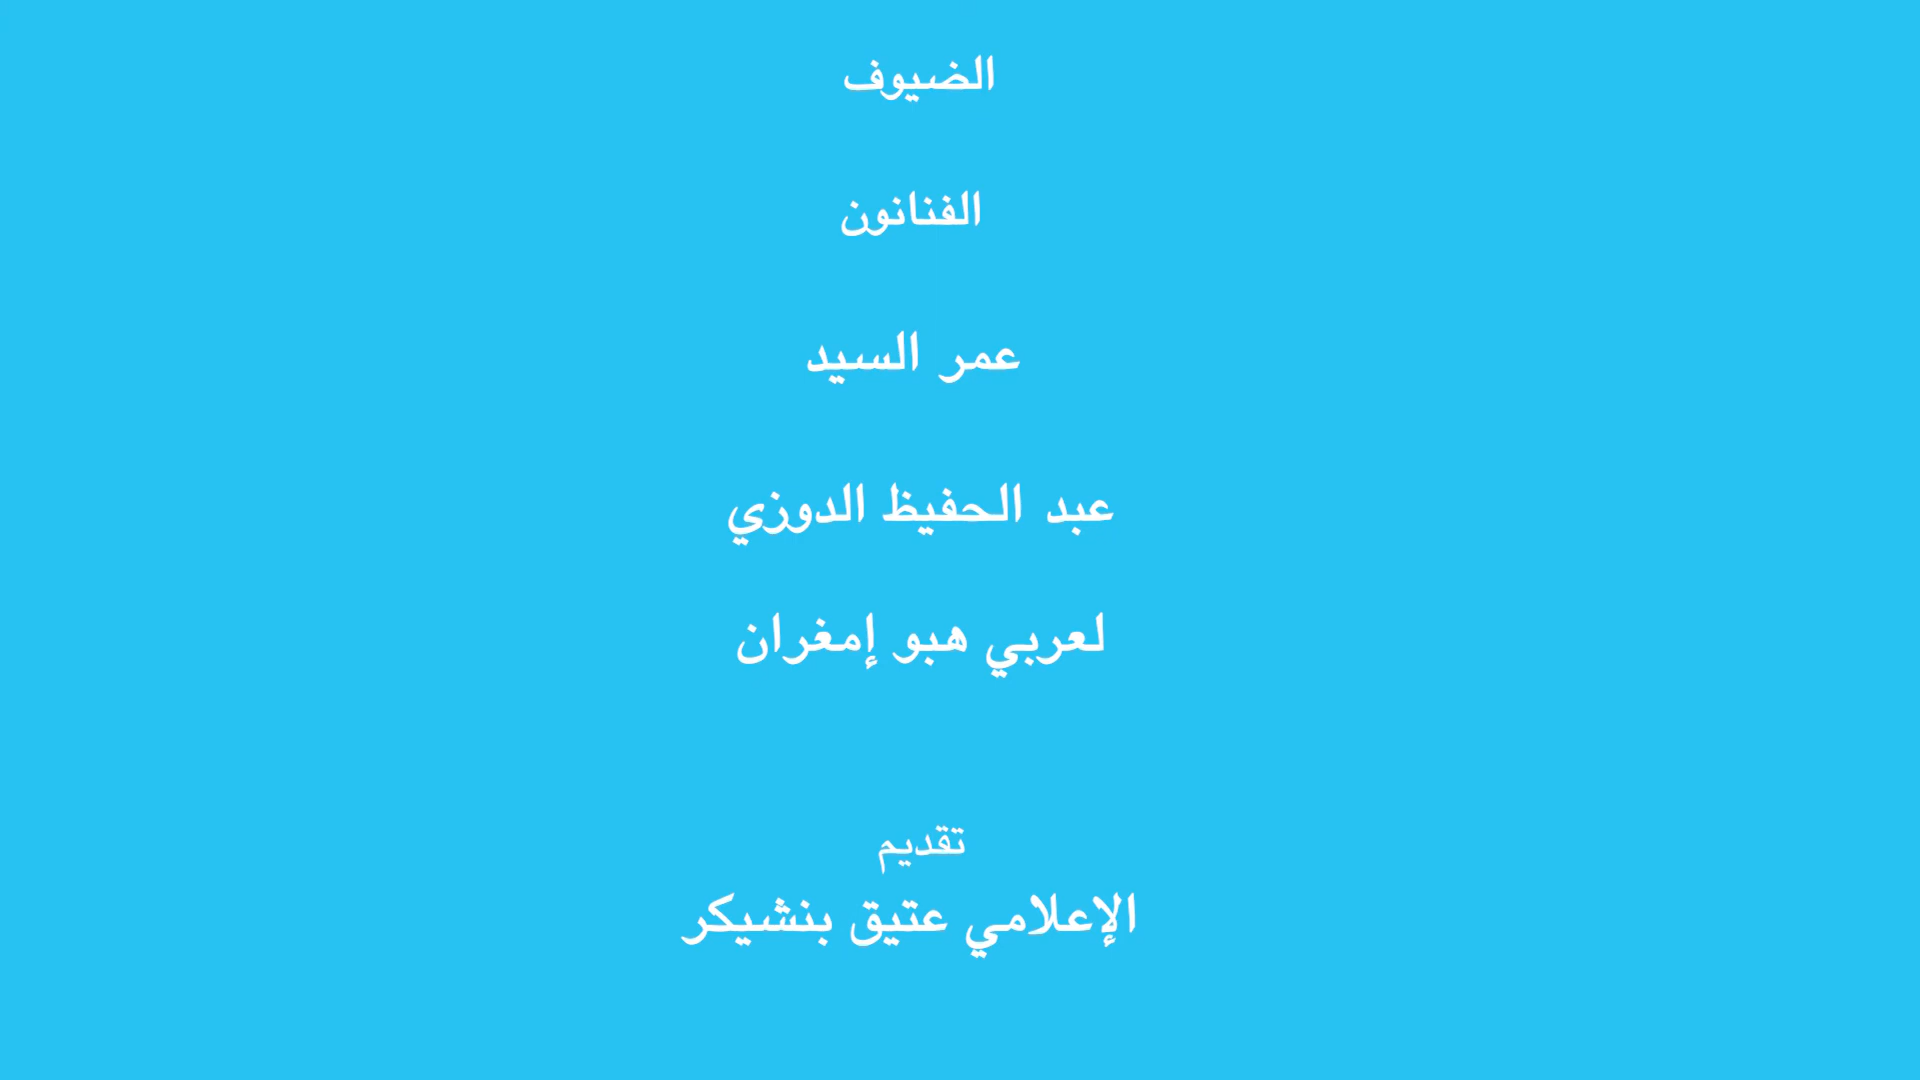 الضيوف
الفنانون
عمر السيد
عبد الحفيظ الدوزي
لعربي هبو إمغران
تقديم
الإعلامي عتيق بنشيكر